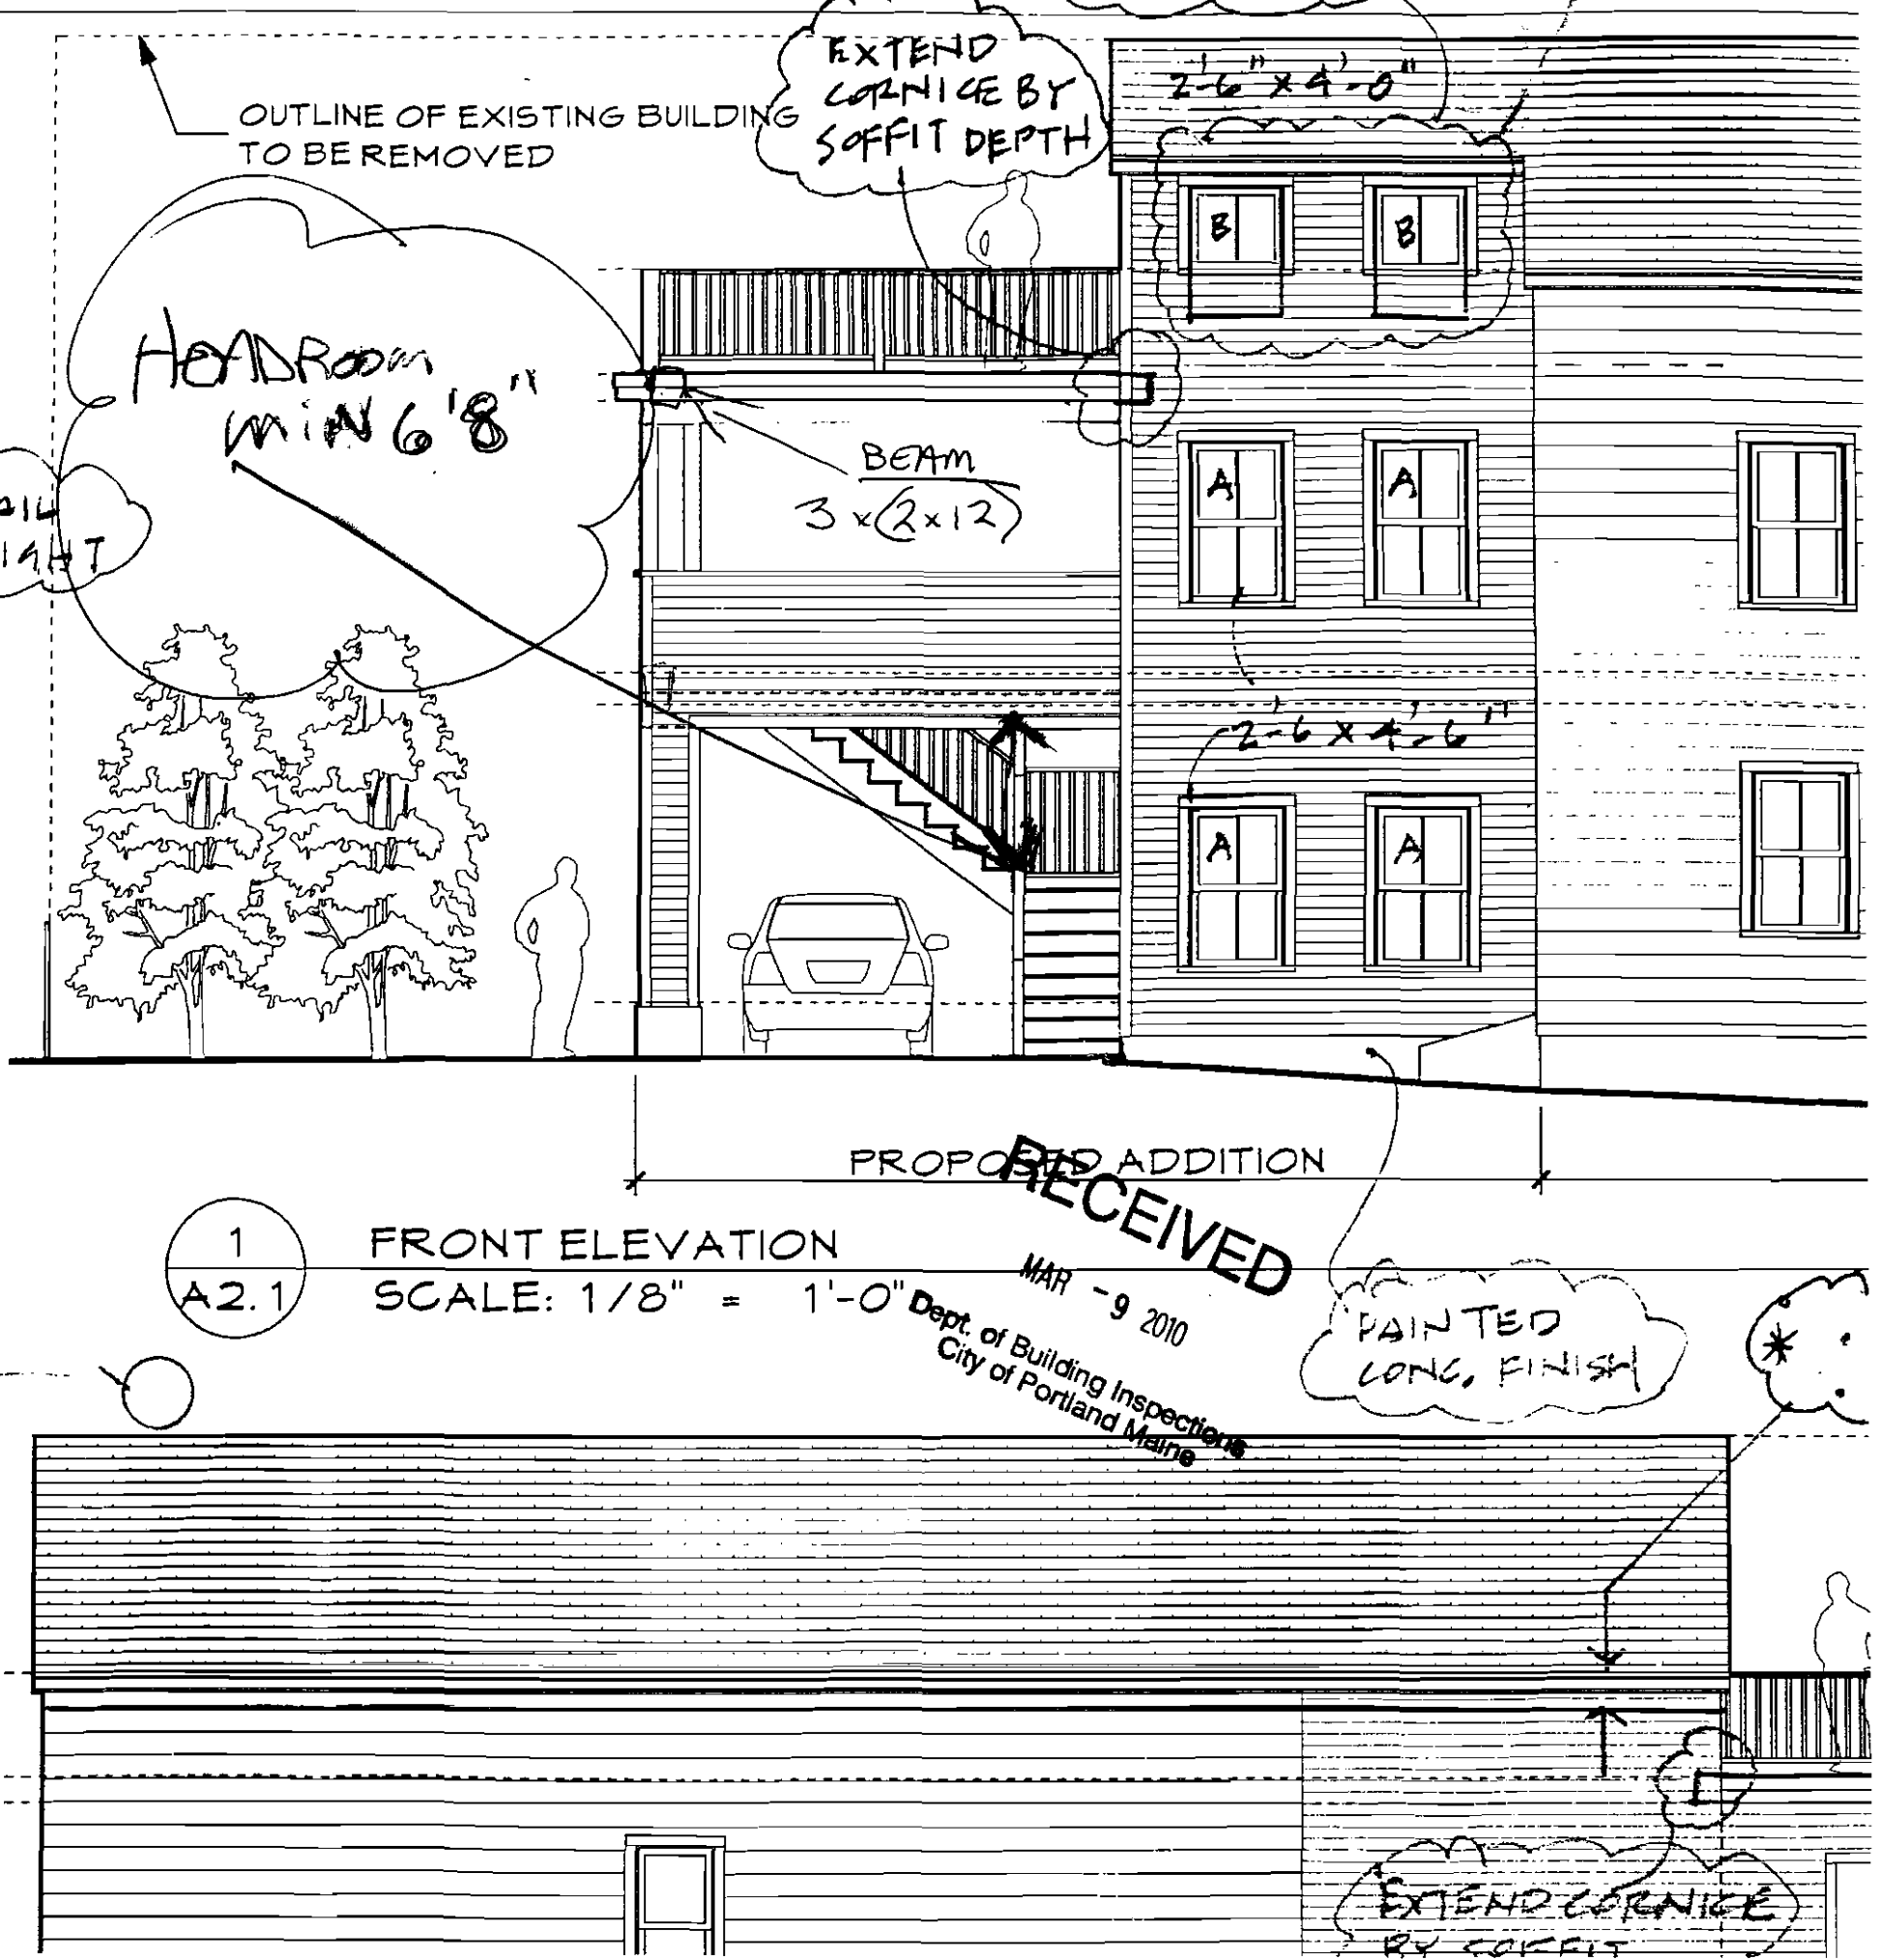 EXTEND
CORNICE BY
SOFFIT DEPTH
2'-6" x 4'-0"
OUTLINE OF EXISTING BUILDING
TO BE REMOVED
B
B
HEADROOM
MIN 6'8"
BEAM
3 x (2x12)
A
A
2'-6 x 4'-6"
A
A
PROPOSED ADDITION
RECEIVED
MAR -9 2010
Dept. of Building Inspections
City of Portland Maine
1
A2.1
FRONT ELEVATION
SCALE: 1/8" = 1'-0"
PAINTED
CONC. FINISH
*
EXTEND CORNICE
BY SOFFIT